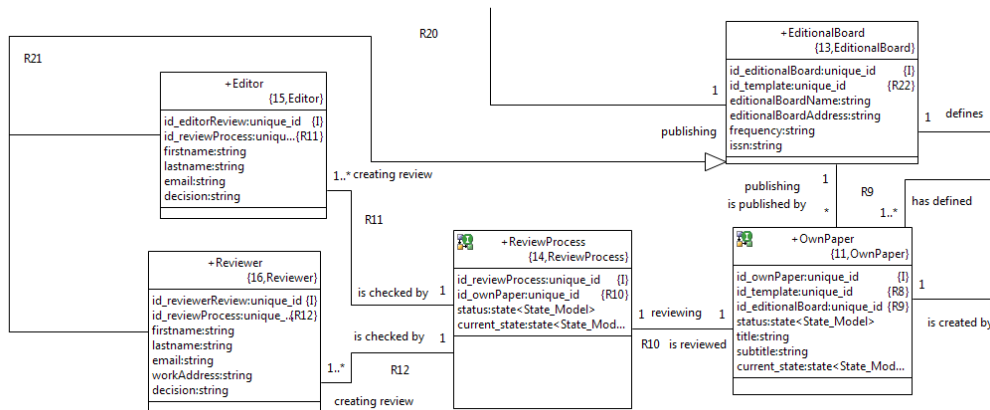 R20
R21
+EditionalBoard
{13,EditionalBoard}
id_editionalBoard:unique_id {I}
id_template:unique_id {R22}
editionalBoardName:string
editionalBoardAddress:string
frequency:string
issn:string
1
publishing
1 defines
+Editor
{15,Editor}
id_editorReview:unique_id {I}
id_reviewProcess:uniqu...{R11}
firstname:string
lastname:string
email:string
decision:string
1..* creating review
R11
publishing 1 R9
is published by *
1..* has defined
+Reviewer
{16,Reviewer}
id_reviewerReview:unique_id {I}
id_reviewProcess:unique_..{R12}
firstname:string
lastname:string
email:string
workAddress:string
decision:string
is checked by 1
is checked by 1
1..* R12
creating review
+ReviewProcess
{14,ReviewProcess}
id_reviewProcess:unique_id {I}
id_ownPaper:unique_id {R10}
status:state<State_Model>
current_state:state<State_Mod...
1 reviewing 1
R10 is reviewed
+OwnPaper
{11,OwnPaper}
id_ownPaper:unique_id {I}
id_template:unique_id {R8}
id_editionalBoard:unique_id {R9}
status:state<State_Model>
title:string
subtitle:string
current_state:state<State_Mod...
1
is created by